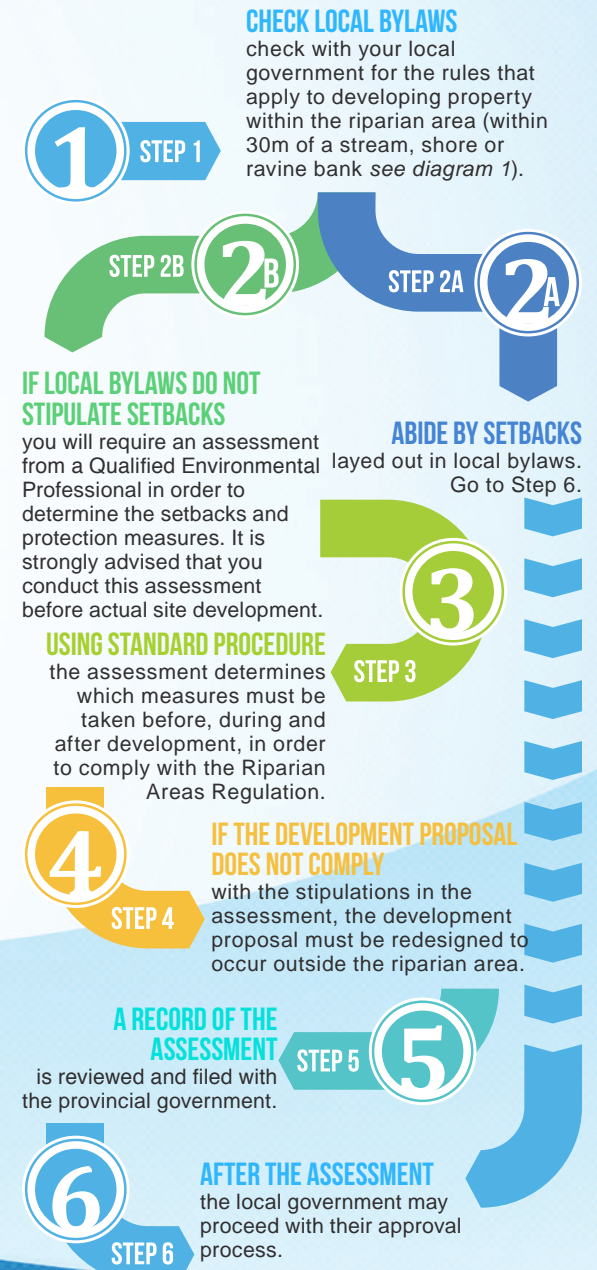 CHECK LOCAL BYLAWS
check with your local
government for the rules that
apply to developing property
within the riparian area (within
30m of a stream, shore or
ravine bank see diagram 1).
1
STEP 1
STEP 2B
2B
STEP 2A
2A
IF LOCAL BYLAWS DO NOT
STIPULATE SETBACKS
you will require an assessment
from a Qualified Environmental
Professional in order to
determine the setbacks and
protection measures. It is
strongly advised that you
conduct this assessment
before actual site development.
ABIDE BY SETBACKS
layed out in local bylaws.
Go to Step 6.
3
STEP 3
USING STANDARD PROCEDURE
the assessment determines
which measures must be
taken before, during and
after development, in order
to comply with the Riparian
Areas Regulation.
4
STEP 4
IF THE DEVELOPMENT PROPOSAL
DOES NOT COMPLY
with the stipulations in the
assessment, the development
proposal must be redesigned to
occur outside the riparian area.
A RECORD OF THE
ASSESSMENT
is reviewed and filed with
the provincial government.
STEP 5
5
6
STEP 6
AFTER THE ASSESSMENT
the local government may
proceed with their approval
process.